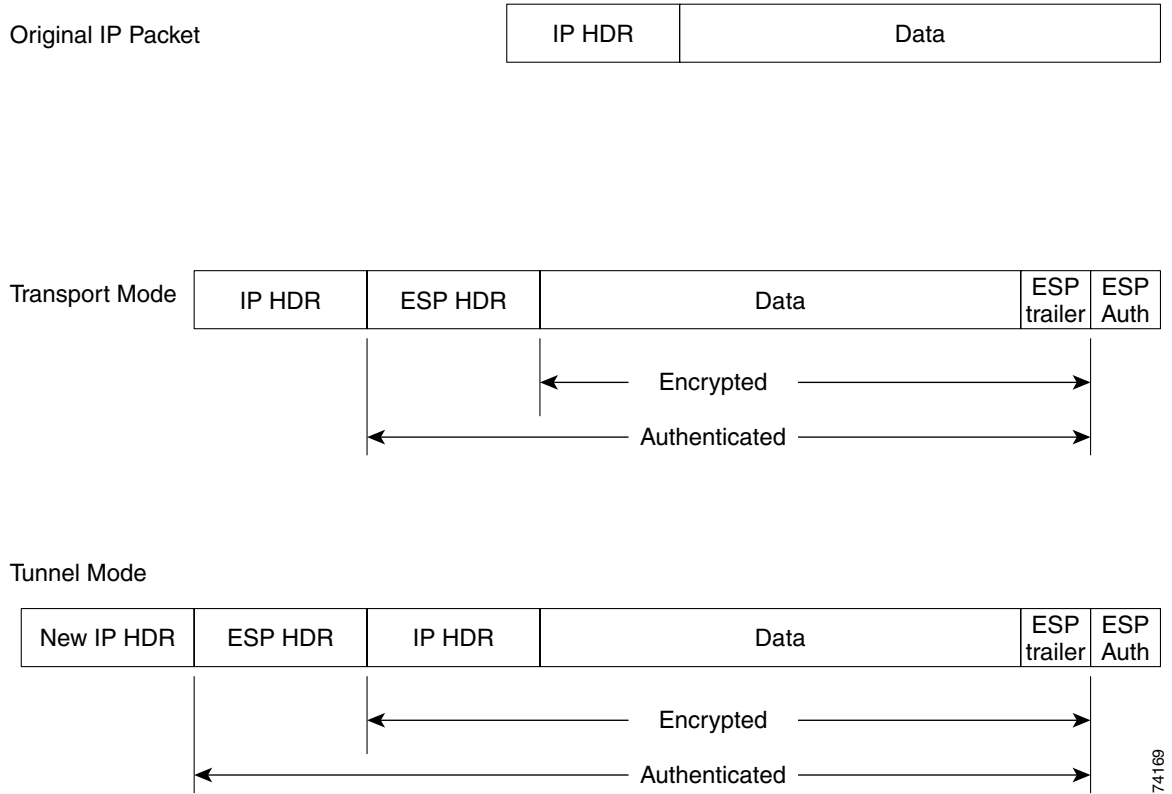 Original IP Packet
IP HDR
Data
Transport Mode
IP HDR
ESP HDR
Data
ESP
trailer
ESP
Auth
Encrypted
Authenticated
Tunnel Mode
New IP HDR
ESP HDR
IP HDR
Data
ESP
trailer
ESP
Auth
Encrypted
Authenticated
74169